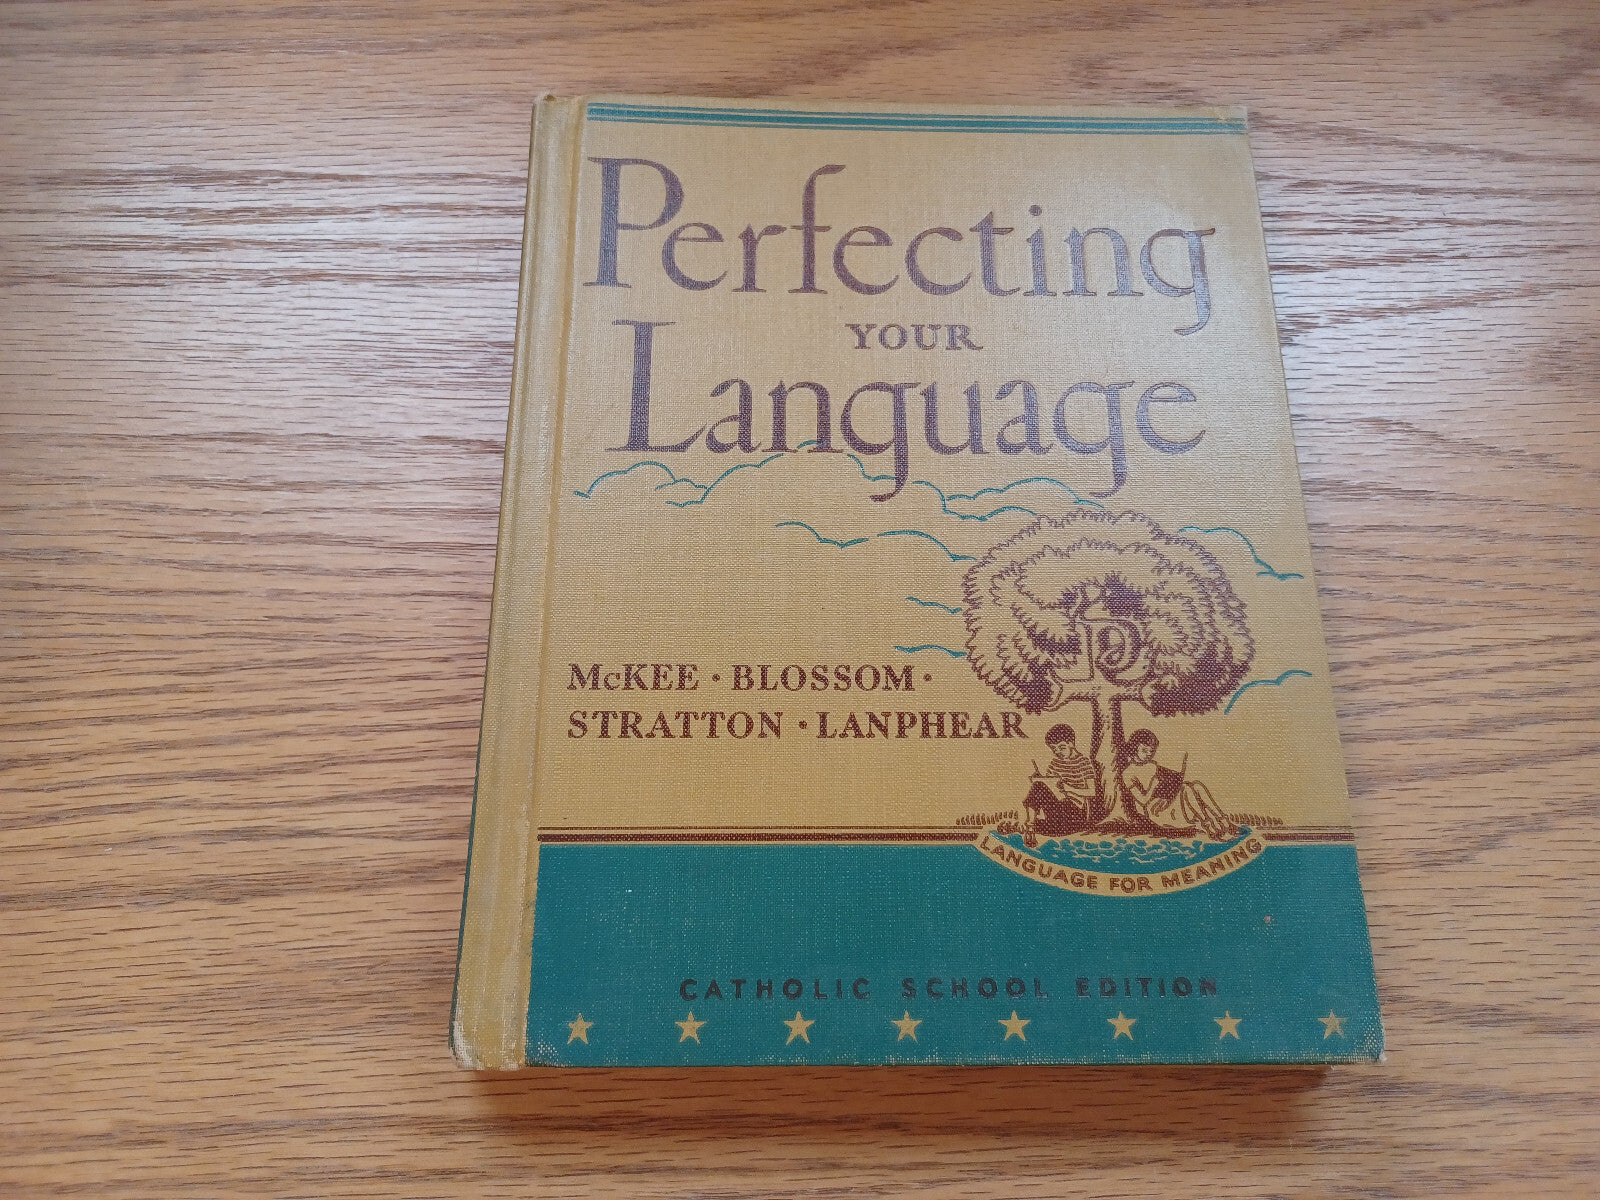 Perfecting
YOUR
Language
McKEE · BLOSSOM ·
STRATTON · LANPHEAR
LANGUAGE FOR MEANING
CATHOLIC SCHOOL EDITION